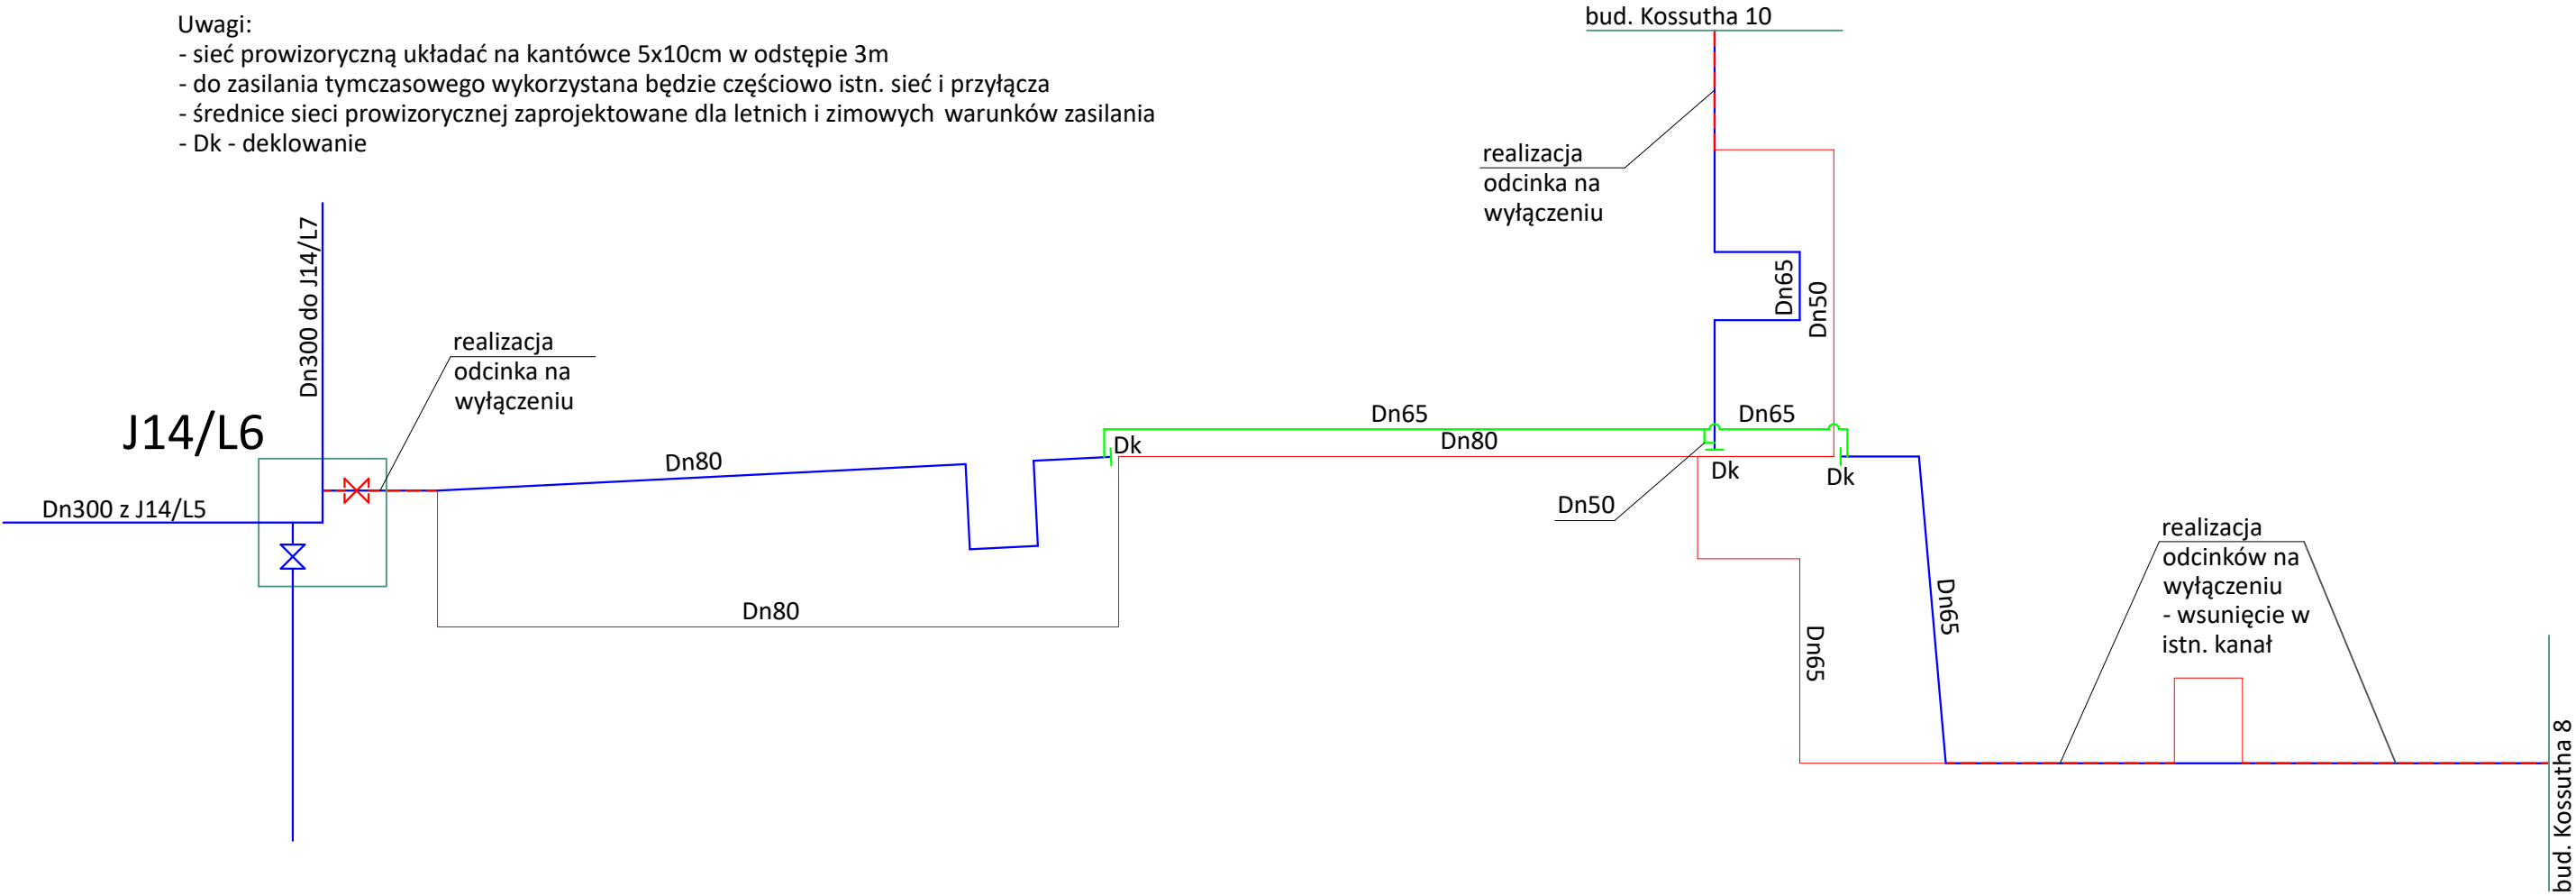 Uwagi:
- sieć prowizoryczną układać na kantówce 5x10cm w odstępie 3m
- do zasilania tymczasowego wykorzystana będzie częściowo istn. sieć i przyłącza
- średnice sieci prowizorycznej zaprojektowane dla letnich i zimowych warunków zasilania
- Dk - deklowanie
bud. Kossutha 10
realizacja
odcinka na
wyłączeniu
Dn300 do J14/L7
Dn65
Dn50
realizacja
odcinka na
wyłączeniu
J14/L6
Dn65
Dn65
Dn80
Dk
Dn80
Dk
Dk
Dn300 z J14/L5
Dn50
realizacja
odcinków na
wyłączeniu
- wsunięcie w
istn. kanał
Dn80
Dn65
Dn65
bud. Kossutha 8